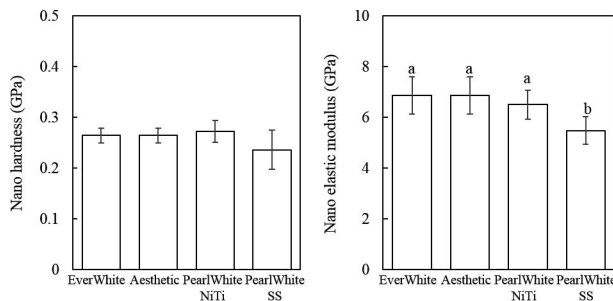 Nano hardness (GPa)
0.5
0.4
0.3
0.2
0.1
0
EverWhite Aesthetic PearlWhite PearlWhite
NiTi SS
Nano elastic modulus (GPa)
10
8
6
4
2
0
a a a b
EverWhite Aesthetic PearlWhite PearlWhite
NiTi SS